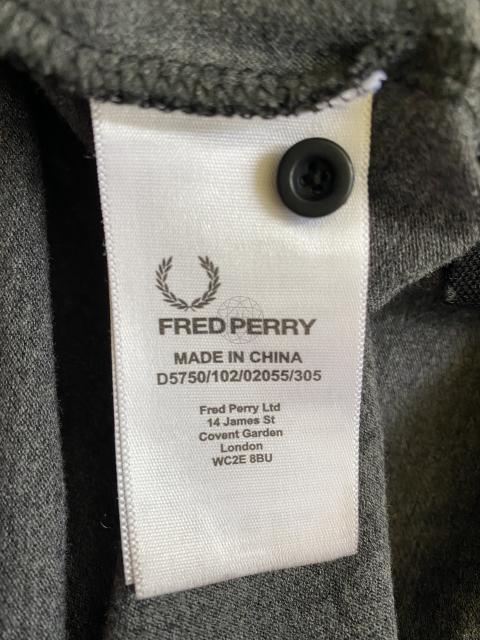 FRED PERRY
MADE IN CHINA
D5750/102/02055/305
Fred Perry Ltd
14 James St
Covent Garden
London
WC2E 8BU